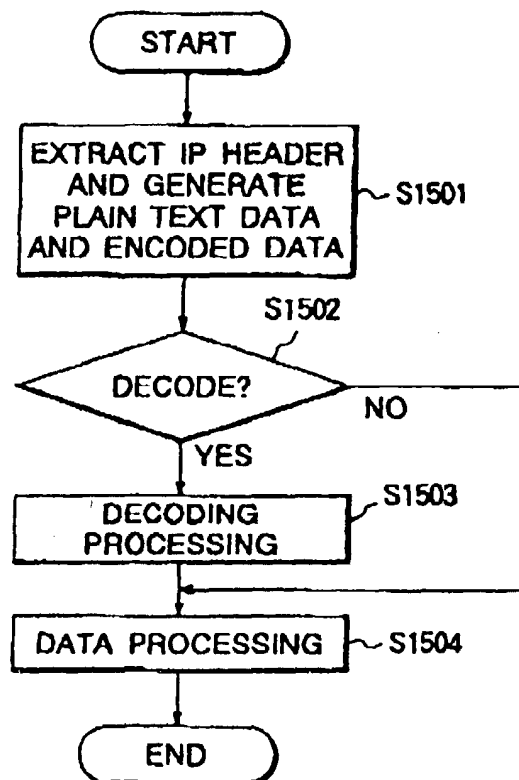 START
EXTRACT IP HEADER
AND GENERATE
PLAIN TEXT DATA
AND ENCODED DATA
S1501
S1502
DECODE?
NO
YES
DECODING
PROCESSING
S1503
DATA PROCESSING
S1504
END